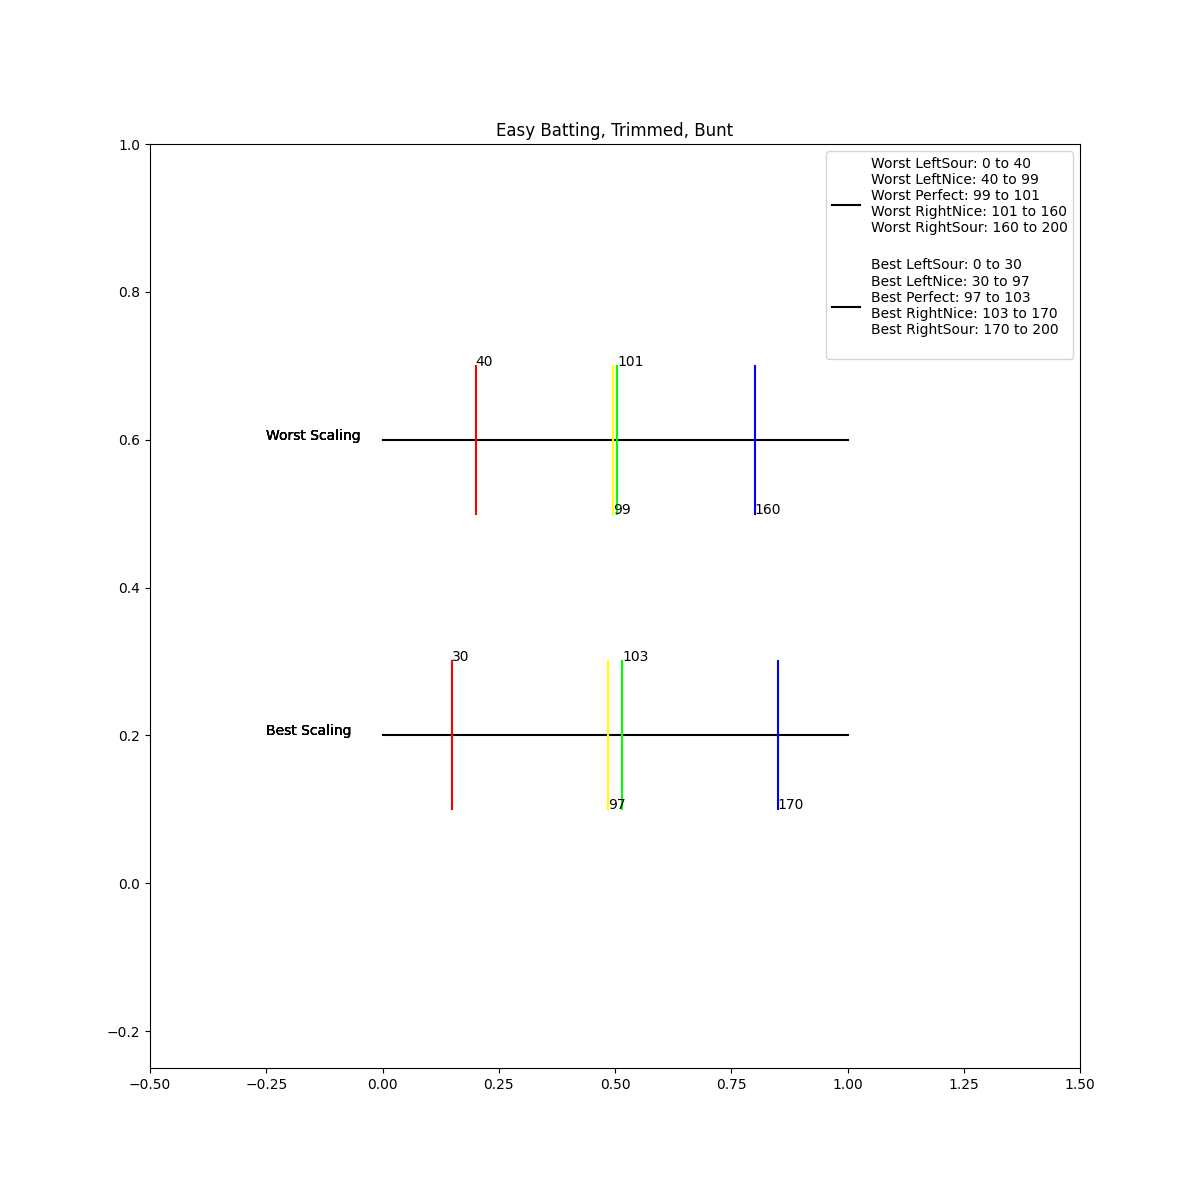 Easy Batting, Trimmed, Bunt
1.0
Worst LeftSour: 0 to 40
Worst LeftNice: 40 to 99
Worst Perfect: 99 to 101
Worst RightNice: 101 to 160
Worst RightSour: 160 to 200
Best LeftSour: 0 to 30
Best LeftNice: 30 to 97
Best Perfect: 97 to 103
Best RightNice: 103 to 170
Best RightSour: 170 to 200
0.8
40 101
Worst Scaling
0.6
99 160
0.4
30 103
Best Scaling
0.2
97 170
0.0
−0.2
−0.50 −0.25 0.00 0.25 0.50 0.75 1.00 1.25 1.50